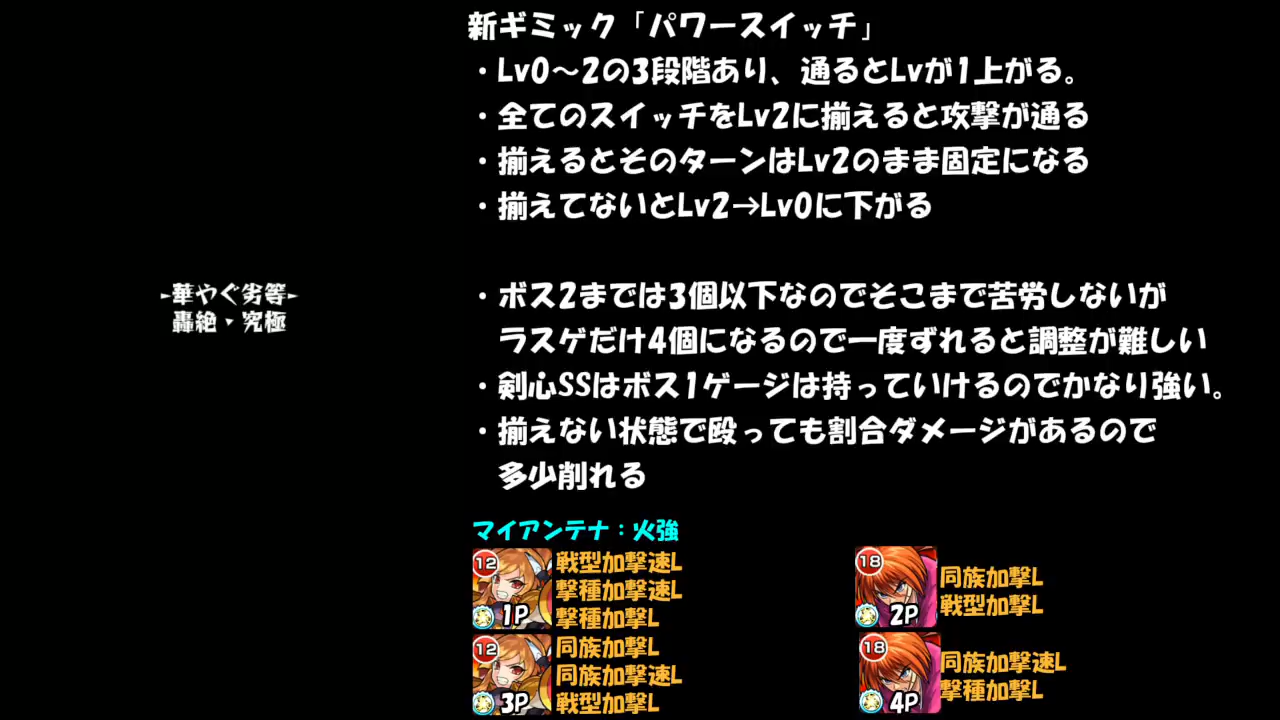 新ギミック「パワースイッチ」
・Lv0～2の3段階あり、通るとLvが1上がる。
・全てのスイッチをLv2に揃えると攻撃が通る
・揃えるとそのターンはLv2のまま固定になる
・揃えてないとLv2→Lv0に下がる
-華やぐ劣等-
轟絶・究極
・ボス2までは3個以下なのでそこまで苦労しないが
ラスゲだけ4個になるので一度ずれると調整が難しい
・剣心SSはボス1ゲージは持っていけるのでかなり強い。
・揃えない状態で殴っても割合ダメージがあるので
多少削れる
マイアンテナ：火強
12
1P
戦型加撃速L
撃種加撃速L
撃種加撃L
18
2P
同族加撃L
戦型加撃L
12
3P
同族加撃L
同族加撃速L
戦型加撃L
18
4P
同族加撃速L
撃種加撃L